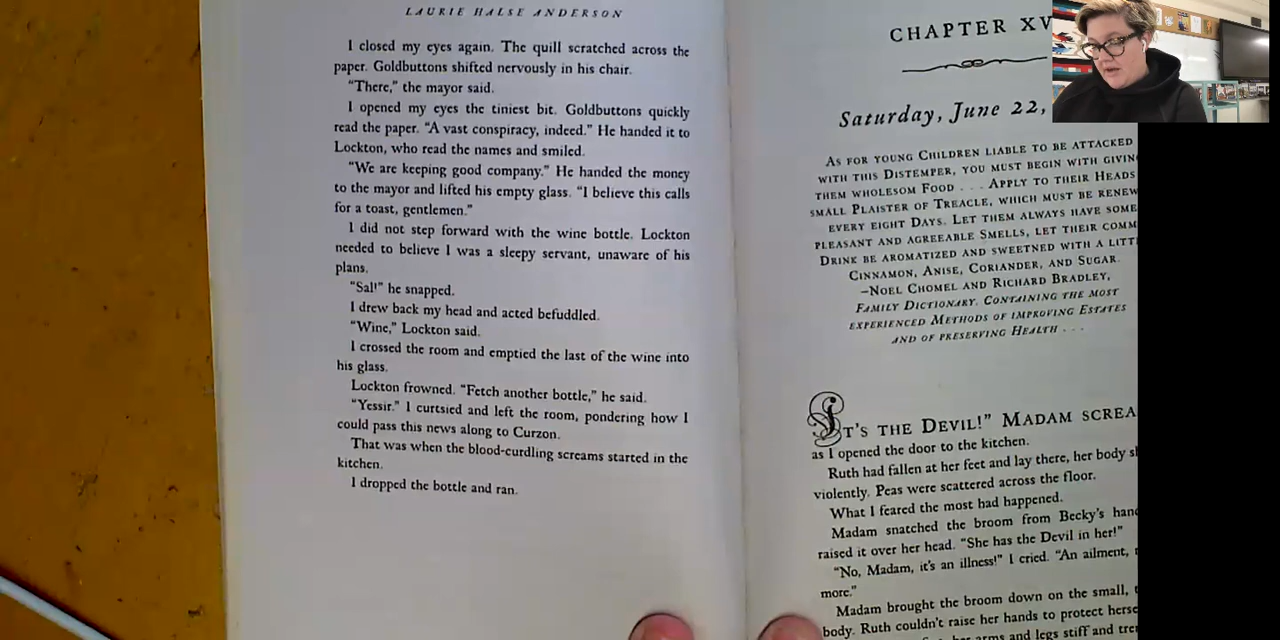 LAURIE HALSE ANDERSON
I closed my eyes again. The quill scratched across the
paper. Goldbuttons shifted nervously in his chair.
"There," the mayor said.
I opened my eyes the tiniest bit. Goldbuttons quickly
read the paper. "A vast conspiracy, indeed." He handed it to
Lockton, who read the names and smiled.
"We are keeping good company." He handed the money
to the mayor and lifted his empty glass. "I believe this calls
for a toast, gentlemen."
I did not step forward with the wine bottle. Lockton
needed to believe I was a sleepy servant, unaware of his
plans.
"Sal!" he snapped.
I drew back my head and acted befuddled.
"Wine," Lockton said.
I crossed the room and emptied the last of the wine into
his glass.
Lockton frowned. "Fetch another bottle," he said.
"Yessir." I curtsied and left the room, pondering how I
could pass this news along to Curzon.
That was when the blood-curdling screams started in the
kitchen.
I dropped the bottle and ran.
CHAPTER XV
Saturday, June 22,
AS FOR YOUNG CHILDREN LIABLE TO BE ATTACKED
WITH THIS DISTEMPER, YOU MUST BEGIN WITH GIVIN
THEM WHOLESOM FOOD . . . APPLY TO THEIR HEADS
SMALL PLAISTER OF TREACLE, WHICH MUST BE RENEW
EVERY EIGHT DAYS. LET THEM ALWAYS HAVE SOME
PLEASANT AND AGREEABLE SMELLS, LET THEIR COMM
DRINK BE AROMATIZED AND SWEETNED WITH A LITT
CINNAMON, ANISE, CORIANDER, AND SUGAR.
–NOEL CHOMEL AND RICHARD BRADLEY,
FAMILY DICTIONARY. CONTAINING THE MOST
EXPERIENCED METHODS OF IMPROVING ESTATES
AND OF PRESERVING HEALTH . . .
IT'S THE DEVIL!" MADAM SCREA
as I opened the door to the kitchen.
Ruth had fallen at her feet and lay there, her body sh
violently. Peas were scattered across the floor.
What I feared the most had happened.
Madam snatched the broom from Becky's hand
raised it over her head. "She has the Devil in her!"
"No, Madam, it's an illness!" I cried. "An ailment,
more."
Madam brought the broom down on the small,
body. Ruth couldn't raise her hands to protect herse
her arms and legs stiff and trem